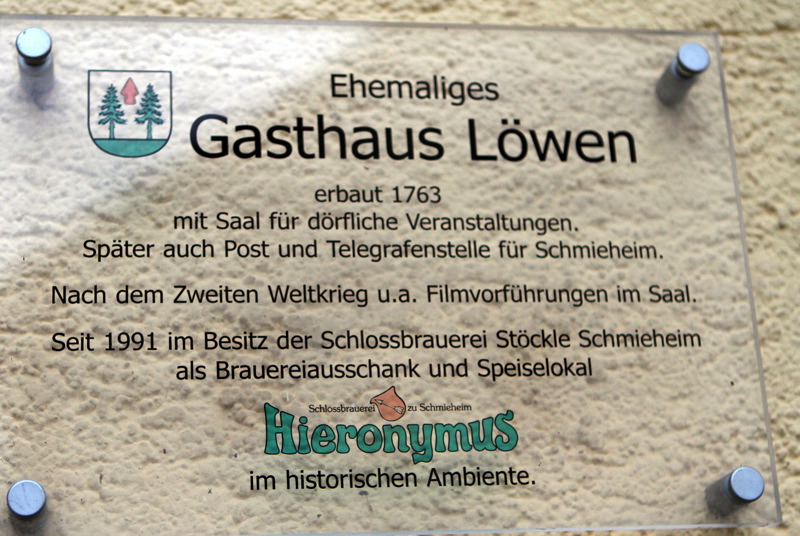 Ehemaliges
Gasthaus Löwen
erbaut 1763
mit Saal für dörfliche Veranstaltungen.
Später auch Post und Telegrafenstelle für Schmieheim.
Nach dem Zweiten Weltkrieg u.a. Filmvorführungen im Saal.
Seit 1991 im Besitz der Schlossbrauerei Stöckle Schmieheim
als Brauereiausschank und Speiselokal
Schlossbrauerei zu Schmieheim
Hieronymus
im historischen Ambiente.